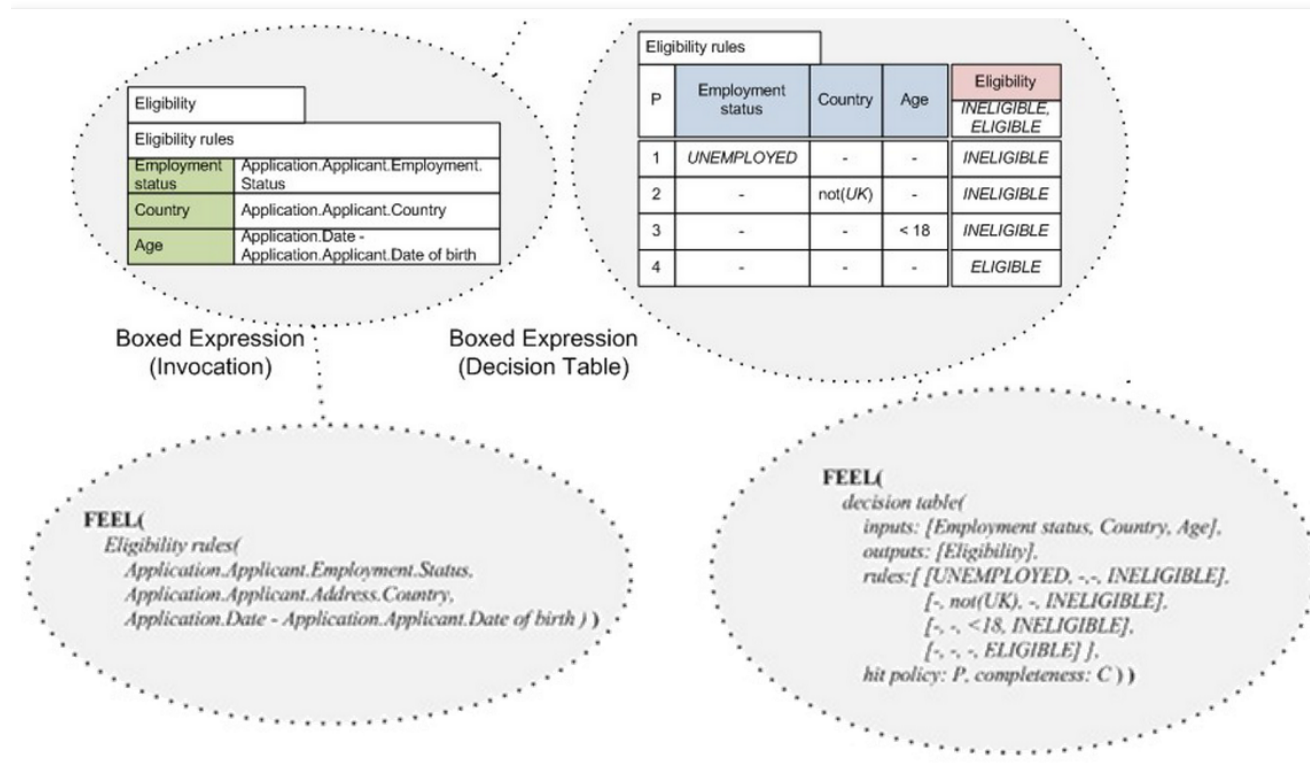 Eligibility
Eligibility rules
Employment status
Application.Applicant.Employment.
Status
Country
Application.Applicant.Country
Age
Application.Date -
Application.Applicant.Date of birth
Boxed Expression
(Invocation)
Eligibility rules
P
Employment status
Country
Age
Eligibility
INELIGIBLE,
ELIGIBLE
1 UNEMPLOYED - - INELIGIBLE
2 - not(UK) - INELIGIBLE
3 - - < 18 INELIGIBLE
4 - - - ELIGIBLE
Boxed Expression
(Decision Table)
FEEL(
Eligibility rules(
Application.Applicant.Employment.Status,
Application.Applicant.Address.Country,
Application.Date - Application.Applicant.Date of birth ) )
FEEL(
decision table(
inputs: [Employment status, Country, Age],
outputs: [Eligibility],
rules:[ [UNEMPLOYED, -,-, INELIGIBLE],
[-, not(UK), -, INELIGIBLE],
[-, -, <18, INELIGIBLE],
[-, -, -, ELIGIBLE] ],
hit policy: P, completeness: C ) )